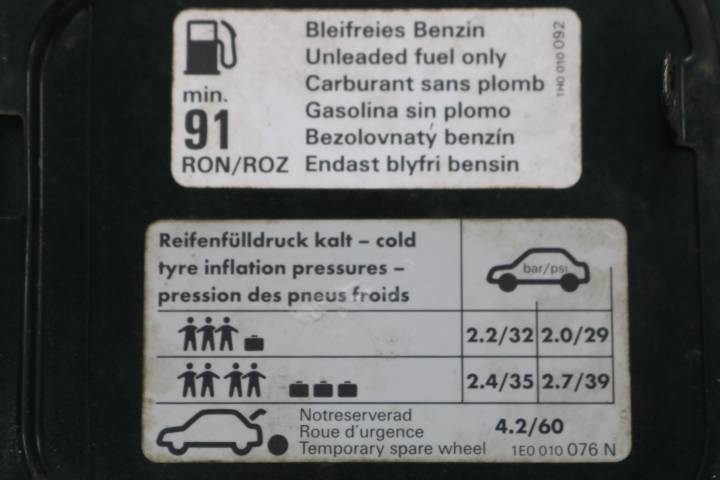 Bleifreies Benzin
Unleaded fuel only
Carburant sans plomb
Gasolina sin plomo
Bezolovnatý benzín
Endast blyfri bensin
min.
91
RON/ROZ
1H0 010 092
Reifenfülldruck kalt – cold
tyre inflation pressures –
pression des pneus froids
bar/psi
2.2/32 2.0/29
2.4/35 2.7/39
Notreserverad
Roue d'urgence
Temporary spare wheel
4.2/60
1E0 010 076 N